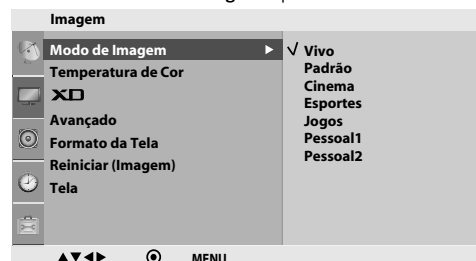 Imagem
Modo de Imagem
Temperatura de Cor
XD
Avançado
Formato da Tela
Reiniciar (Imagem)
Tela
√ Vivo
Padrão
Cinema
Esportes
Jogos
Pessoal1
Pessoal2
MENU